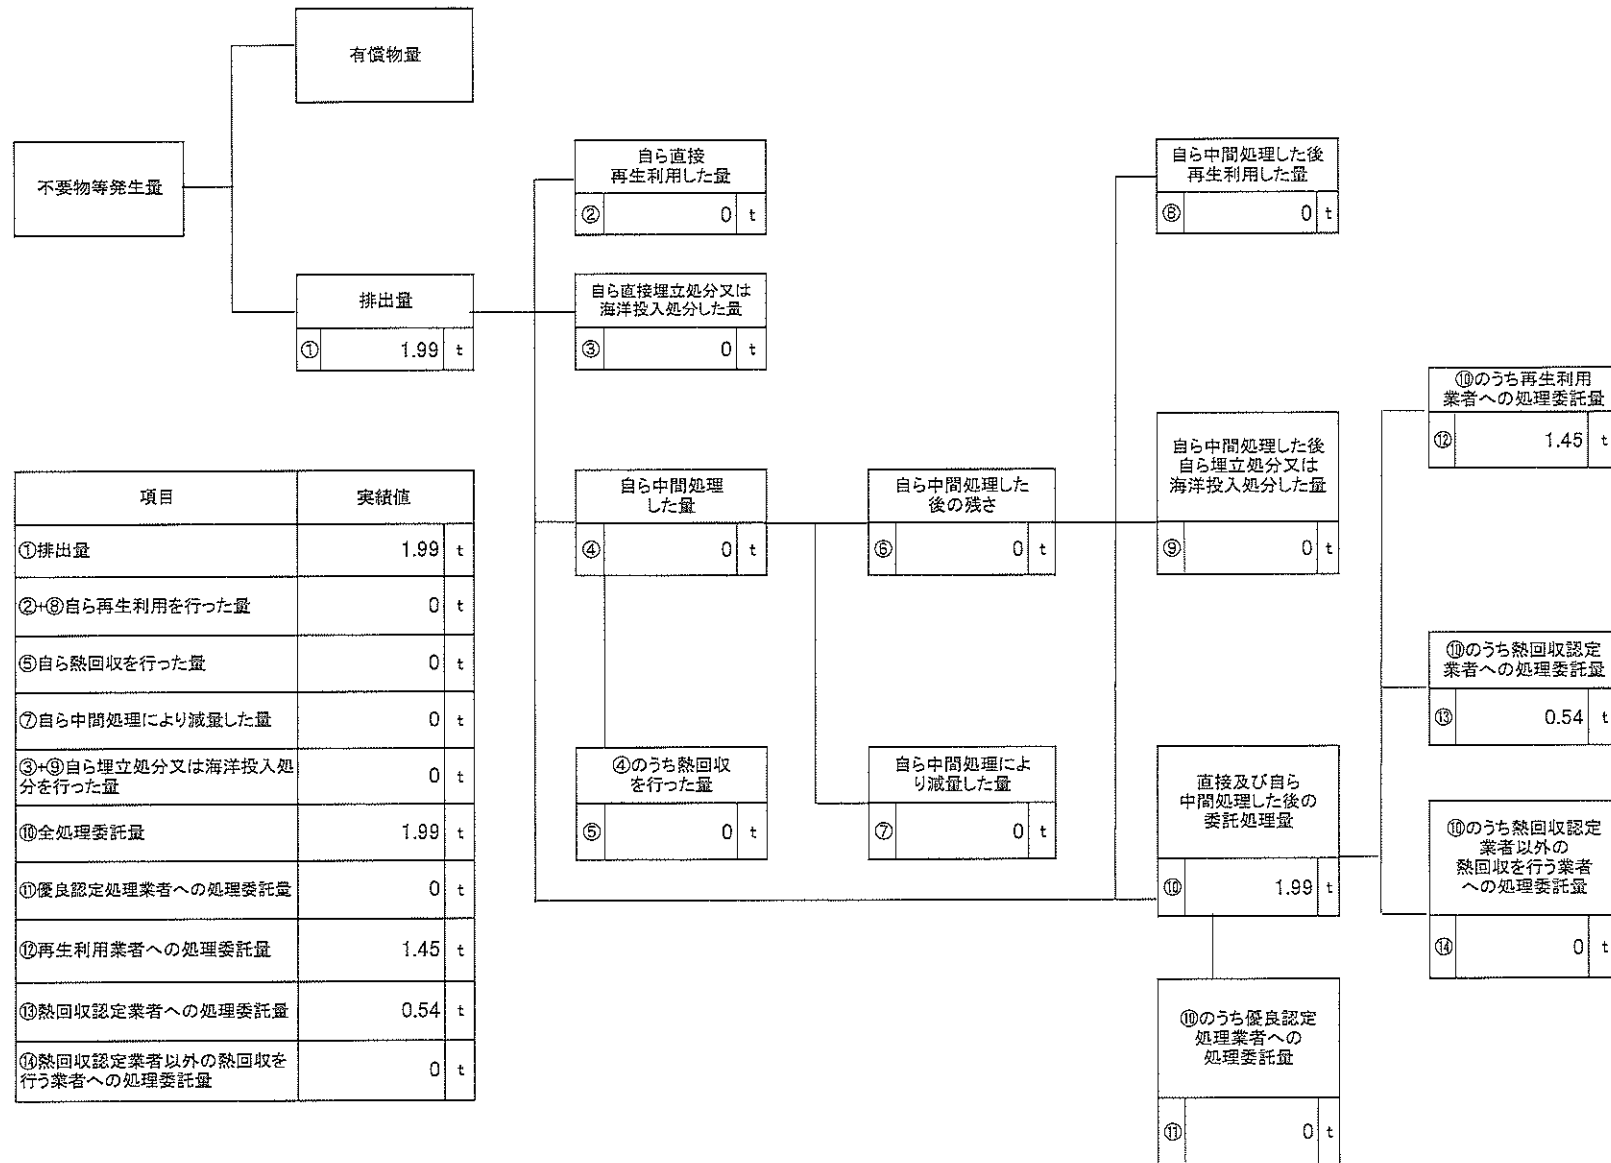 有償物量
不要物等発生量
排出量
① 1.99 t
自ら直接
再生利用した量
② 0 t
自ら直接埋立処分又は
海洋投入処分した量
③ 0 t
自ら中間処理
した量
④ 0 t
④のうち熱回収
を行った量
⑤ 0 t
自ら中間処理した
後の残さ
⑥ 0 t
自ら中間処理によ
り減量した量
⑦ 0 t
自ら中間処理した後
再生利用した量
⑧ 0 t
自ら中間処理した後
自ら埋立処分又は
海洋投入処分した量
⑨ 0 t
直接及び自ら
中間処理した後の
委託処理量
⑩ 1.99 t
⑩のうち優良認定
処理業者への
処理委託量
⑪ 0 t
⑩のうち再生利用
業者への処理委託量
⑫ 1.45 t
⑩のうち熱回収認定
業者への処理委託量
⑬ 0.54 t
⑩のうち熱回収認定
業者以外の
熱回収を行う業者
への処理委託量
⑭ 0 t
項目 実績値
①排出量 1.99 t
②+⑧自ら再生利用を行った量 0 t
⑤自ら熱回収を行った量 0 t
⑦自ら中間処理により減量した量 0 t
③+⑨自ら埋立処分又は海洋投入処
分を行った量 0 t
⑩全処理委託量 1.99 t
⑪優良認定処理業者への処理委託量 0 t
⑫再生利用業者への処理委託量 1.45 t
⑬熱回収認定業者への処理委託量 0.54 t
⑭熱回収認定業者以外の熱回収を
行う業者への処理委託量 0 t